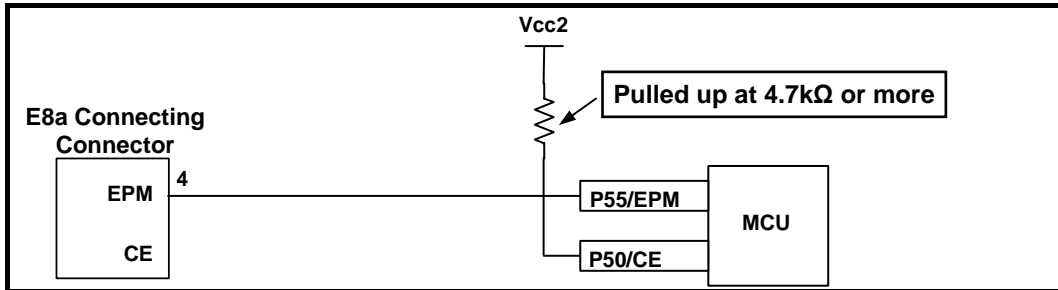 Vcc2
Pulled up at 4.7kΩ or more
E8a Connecting
Connector
EPM
4
CE
P55/EPM
P50/CE
MCU